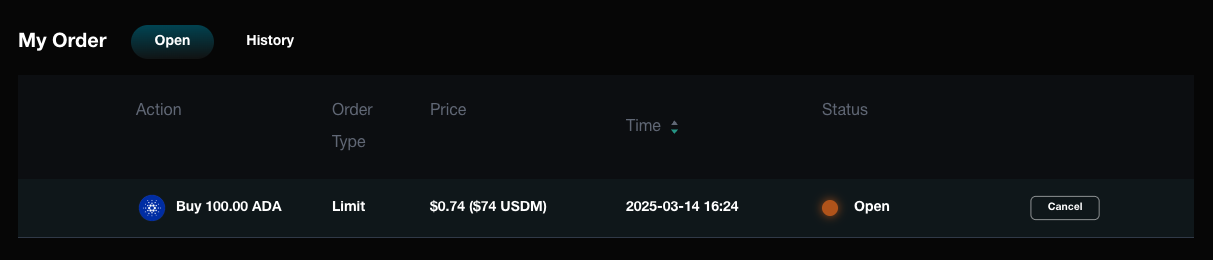 My Order Open History
Action Order Type Price Time Status
Buy 100.00 ADA Limit $0.74 ($74 USDM) 2025-03-14 16:24 Open Cancel